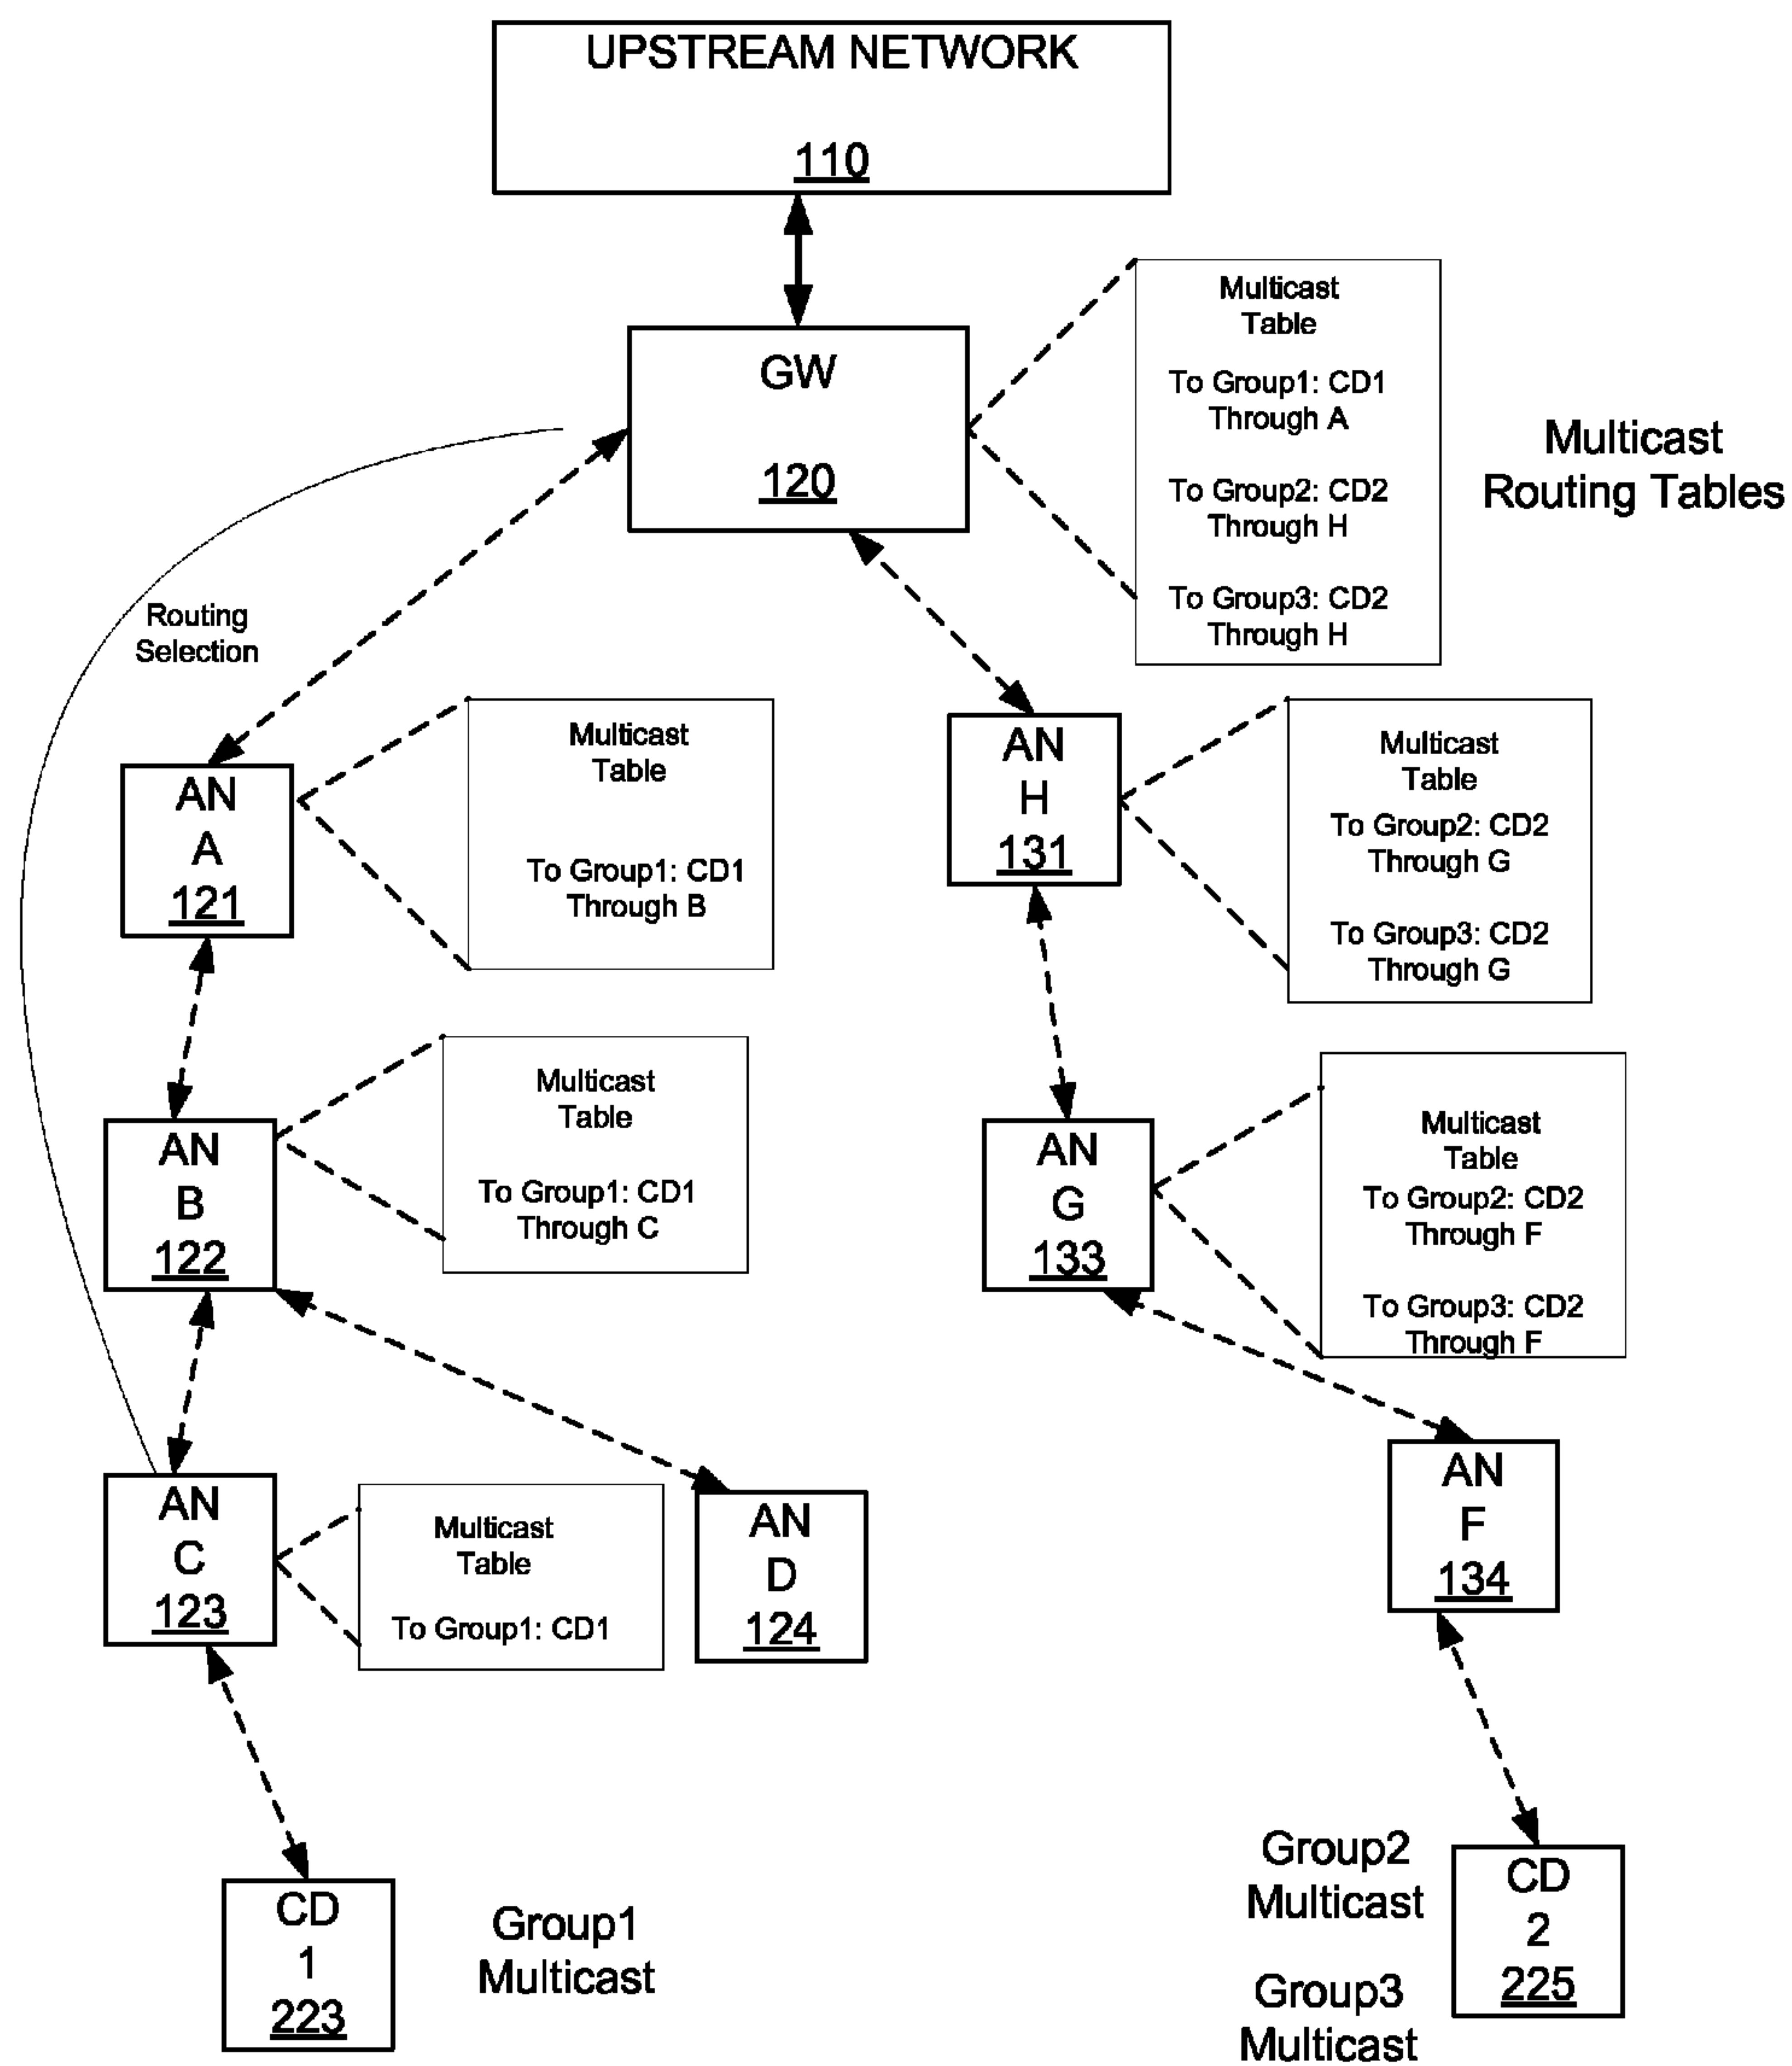 UPSTREAM NETWORK
110
GW
120
Multicast
Table
To Group1: CD1
Through A
To Group2: CD2
Through H
To Group3: CD2
Through H
Multicast
Routing Tables
Routing
Selection
AN
A
121
Multicast
Table
To Group1: CD1
Through B
AN
H
131
Multicast
Table
To Group2: CD2
Through G
To Group3: CD2
Through G
AN
B
122
Multicast
Table
To Group1: CD1
Through C
AN
G
133
Multicast
Table
To Group2: CD2
Through F
To Group3: CD2
Through F
AN
C
123
Multicast
Table
To Group1: CD1
AN
D
124
AN
F
134
CD
1
223
Group1
Multicast
Group2
Multicast
Group3
Multicast
CD
2
225